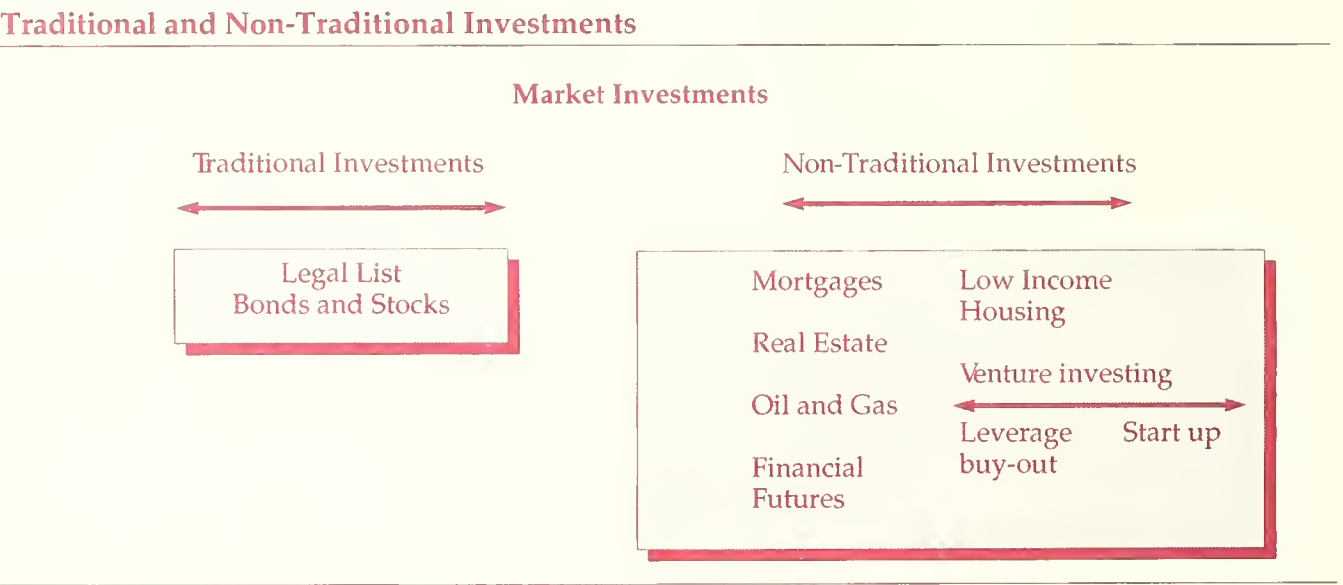 Traditional and Non-Traditional Investments
Market Investments
Traditional Investments
Legal List
Bonds and Stocks
Non-Traditional Investments
Mortgages
Real Estate
Oil and Gas
Financial
Futures
Low Income
Housing
Venture investing
Leverage
buy-out
Start up